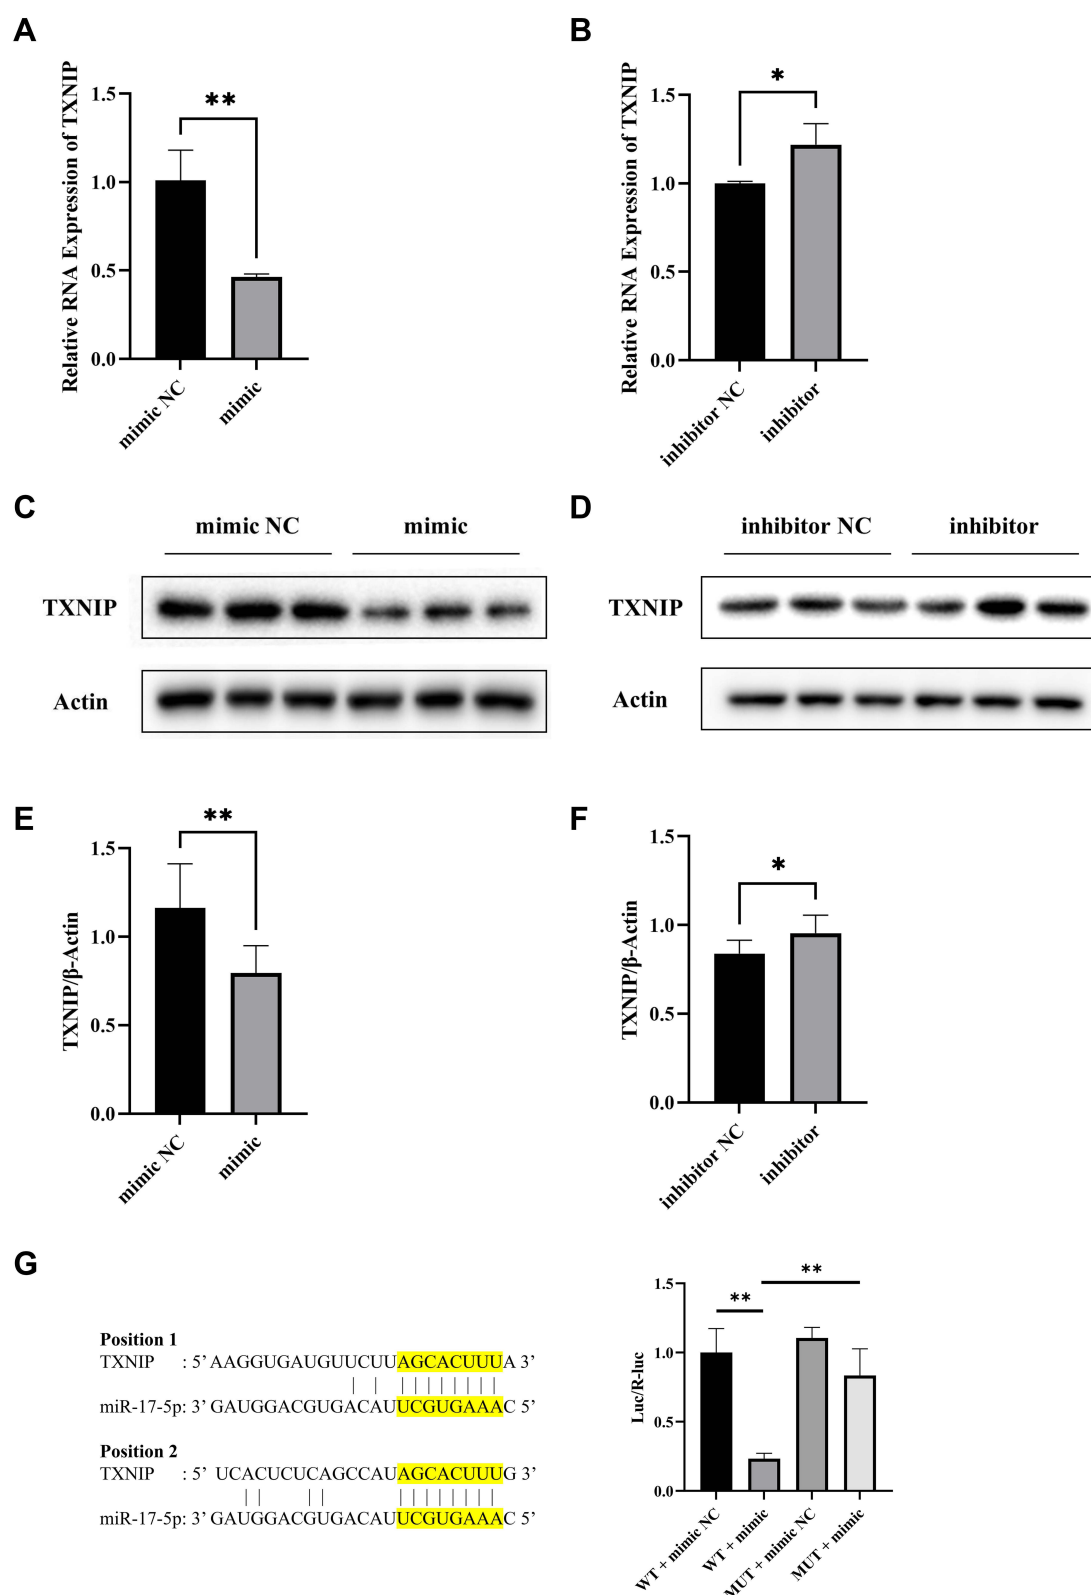 A
Relative RNA Expression of TXNIP
1.5
1.0
0.5
0.0
**
mimic NC
mimic
B
Relative RNA Expression of TXNIP
1.5
1.0
0.5
0.0
*
inhibitor NC
inhibitor
C
mimic NC mimic
TXNIP
Actin
D
inhibitor NC inhibitor
TXNIP
Actin
E
TXNIP/β-Actin
1.5
1.0
0.5
0.0
**
mimic NC
mimic
F
TXNIP/β-Actin
1.5
1.0
0.5
0.0
*
inhibitor NC
inhibitor
G
Position 1
TXNIP : 5’ AAGGUGAUGUUCUUAGCACUUUA 3’
miR-17-5p: 3’ GAUGGACGUGACAUUCGUGAAAC 5’
Position 2
TXNIP : 5’ UCACUCUCAGCCAUAGCACUUUG 3’
miR-17-5p: 3’ GAUGGACGUGACAUUCGUGAAAC 5’
Luc/R-luc
1.5
1.0
0.5
0.0
**
**
WT + mimic NC
WT + mimic
MUT + mimic NC
MUT + mimic